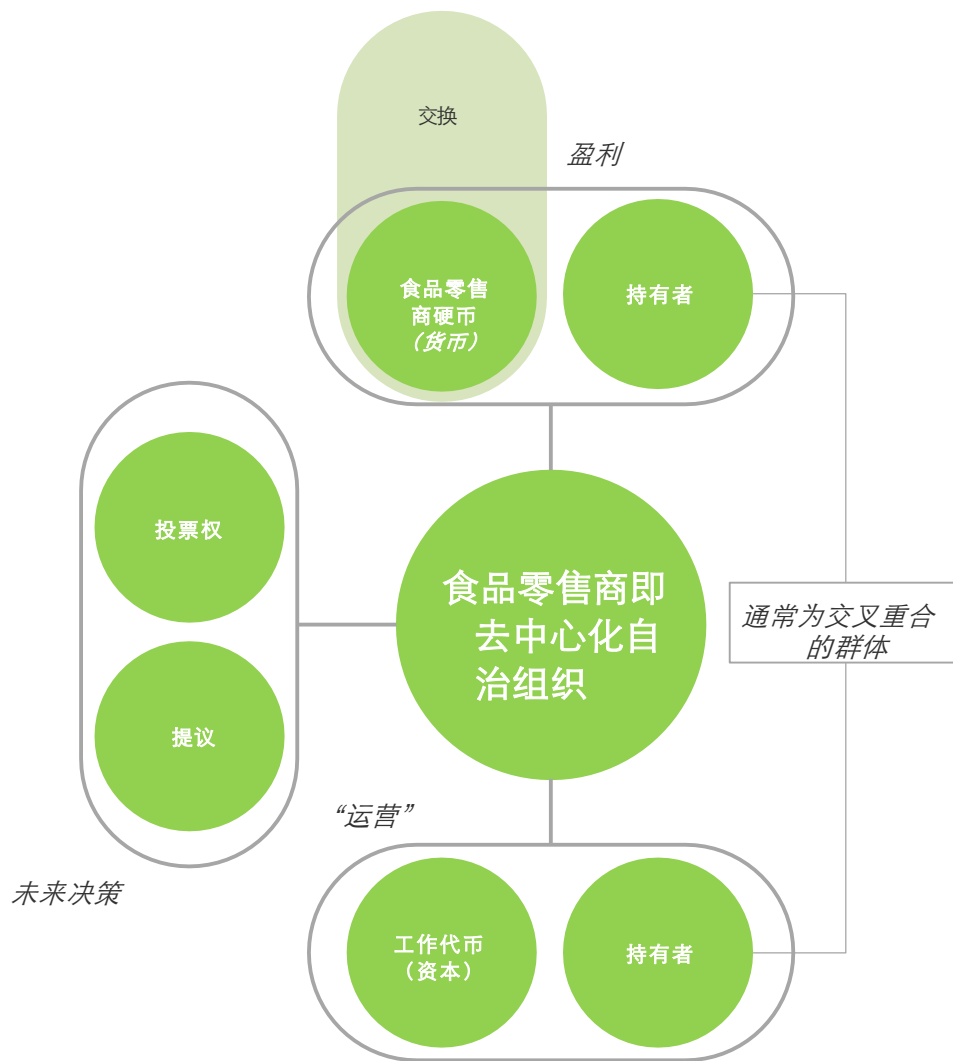 交换
盈利
食品零售
商硬币
（货币）
持有者
投票权
食品零售商即
去中心化自
治组织
通常为交叉重合
的群体
提议
“运营”
未来决策
工作代币
（资本）
持有者